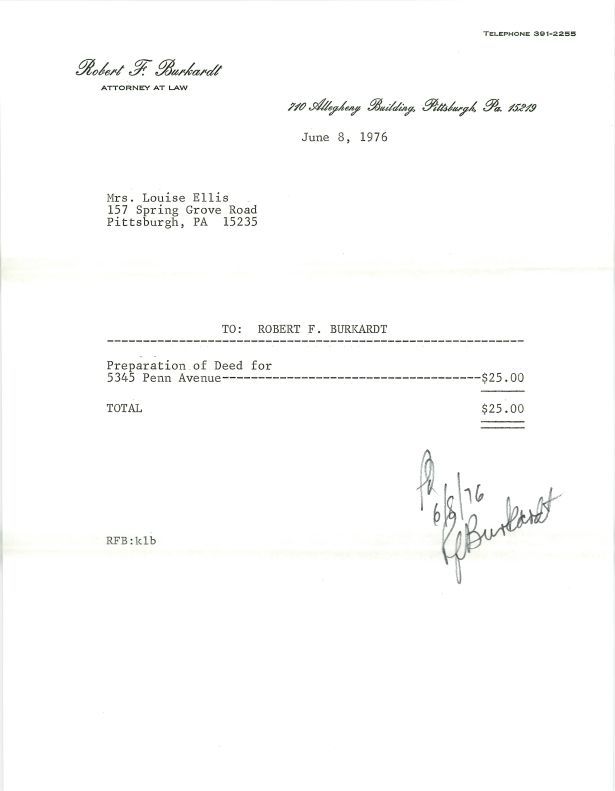 TELEPHONE 391-2255
Robert F. Burkardt
ATTORNEY AT LAW
710 Allegheny Building, Pittsburgh, Pa. 15219
June 8, 1976
Mrs. Louise Ellis
157 Spring Grove Road
Pittsburgh, PA 15235
TO: ROBERT F. BURKARDT
Preparation of Deed for
5345 Penn Avenue------------------------------------$25.00
TOTAL $25.00
Pd
6/8/76
RFBurkardt
RFB:klb